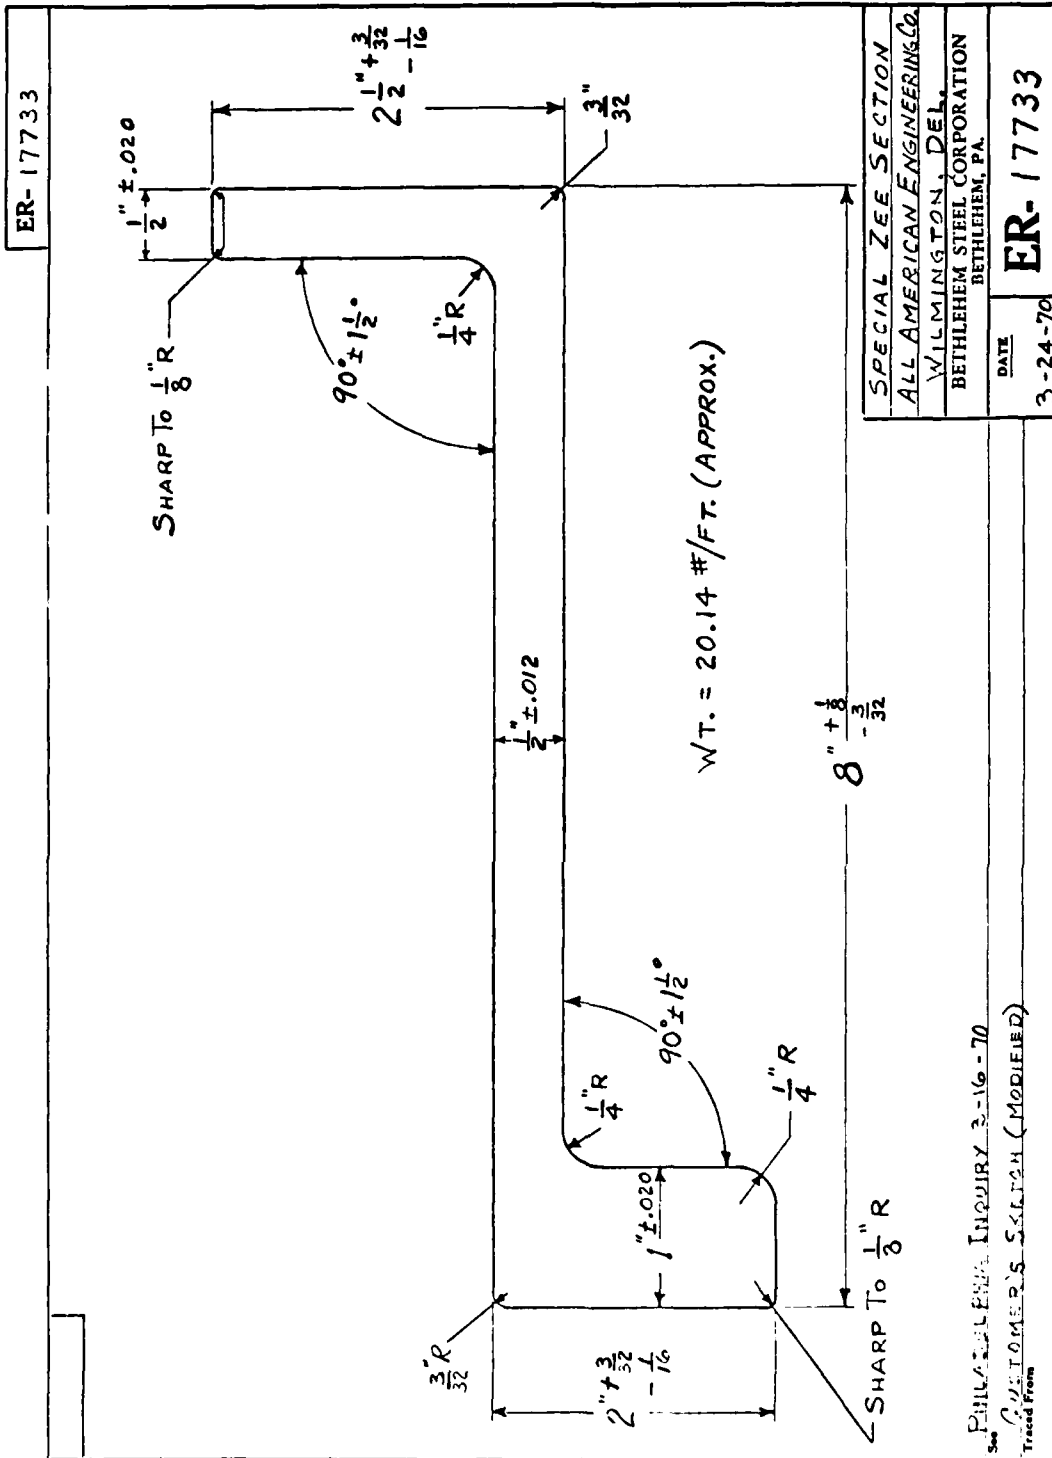 ER-17733
1/2" ±.020
2 1/2" +3/32 -1/16
3/32"
SHARP TO 1/8" R
90° ± 1 1/2°
1/4" R
1/2" ±.012
WT. = 20.14 #/FT. (APPROX.)
8" +1/8 -3/32
1/4" R
90° ± 1 1/2°
1" ±.020
1/4" R
3/32" R
2" +3/32 -1/16
SHARP TO 1/8" R
SPECIAL ZEE SECTION
ALL AMERICAN ENGINEERING CO.
WILMINGTON, DEL.
BETHLEHEM STEEL CORPORATION
BETHLEHEM, PA.
DATE
3-24-70
ER-17733
See PHILADELPHIA INQUIRY 3-16-70
Traced From CUSTOMER'S SKETCH (MODIFIED)